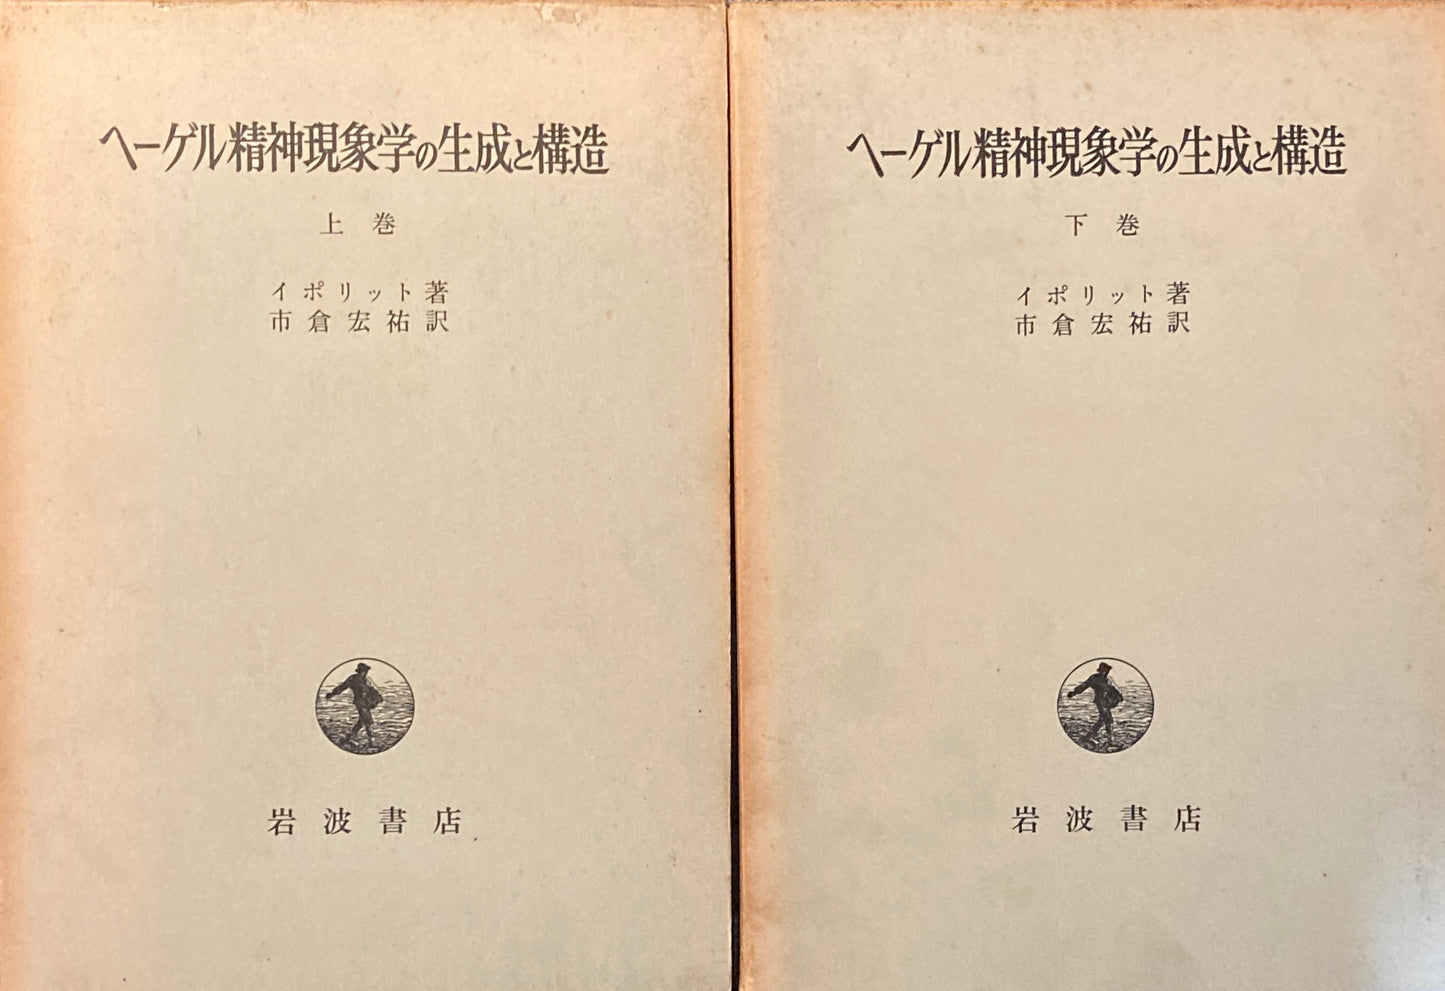 ヘーゲル精神現象学の生成と構造
上巻
イポリット著
市倉宏祐訳
岩波書店
ヘーゲル精神現象学の生成と構造
下巻
イポリット著
市倉宏祐訳
岩波書店